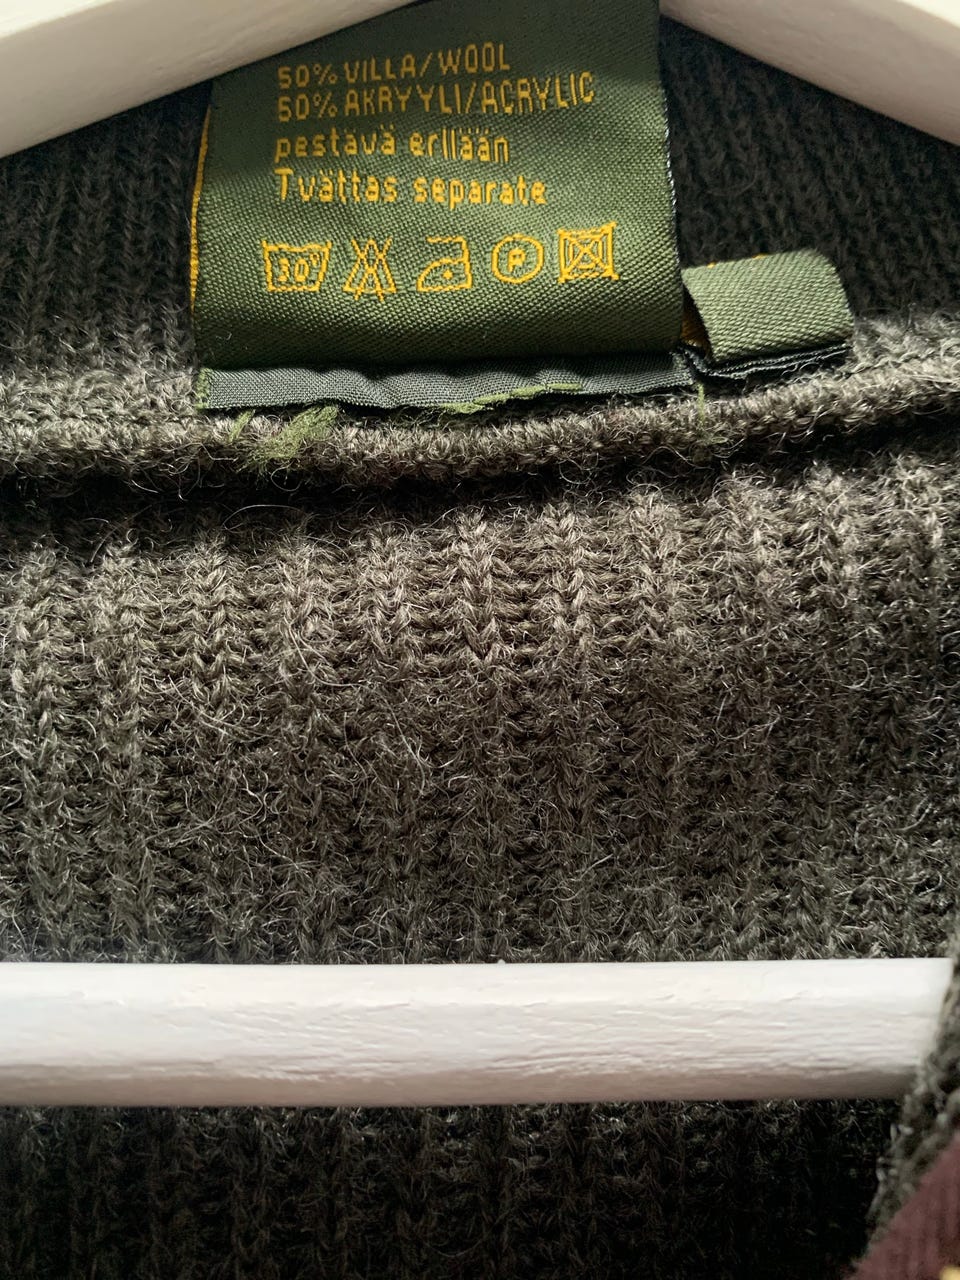 50% VILLA/WOOL
50% AKRYYLI/ACRYLIC
pestävä erllään
Tvättas separate
30°
P